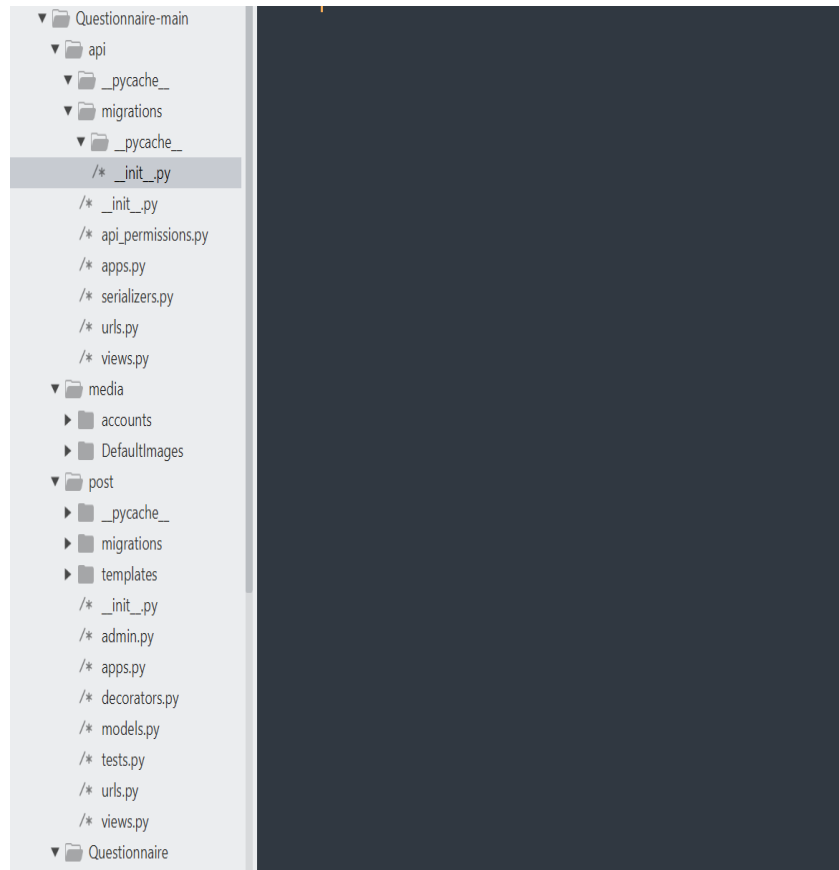 Questionnaire-main
api
__pycache__
migrations
__pycache__
/* __init__.py
/* __init__.py
/* api_permissions.py
/* apps.py
/* serializers.py
/* urls.py
/* views.py
media
accounts
DefaultImages
post
__pycache__
migrations
templates
/* __init__.py
/* admin.py
/* apps.py
/* decorators.py
/* models.py
/* tests.py
/* urls.py
/* views.py
Questionnaire